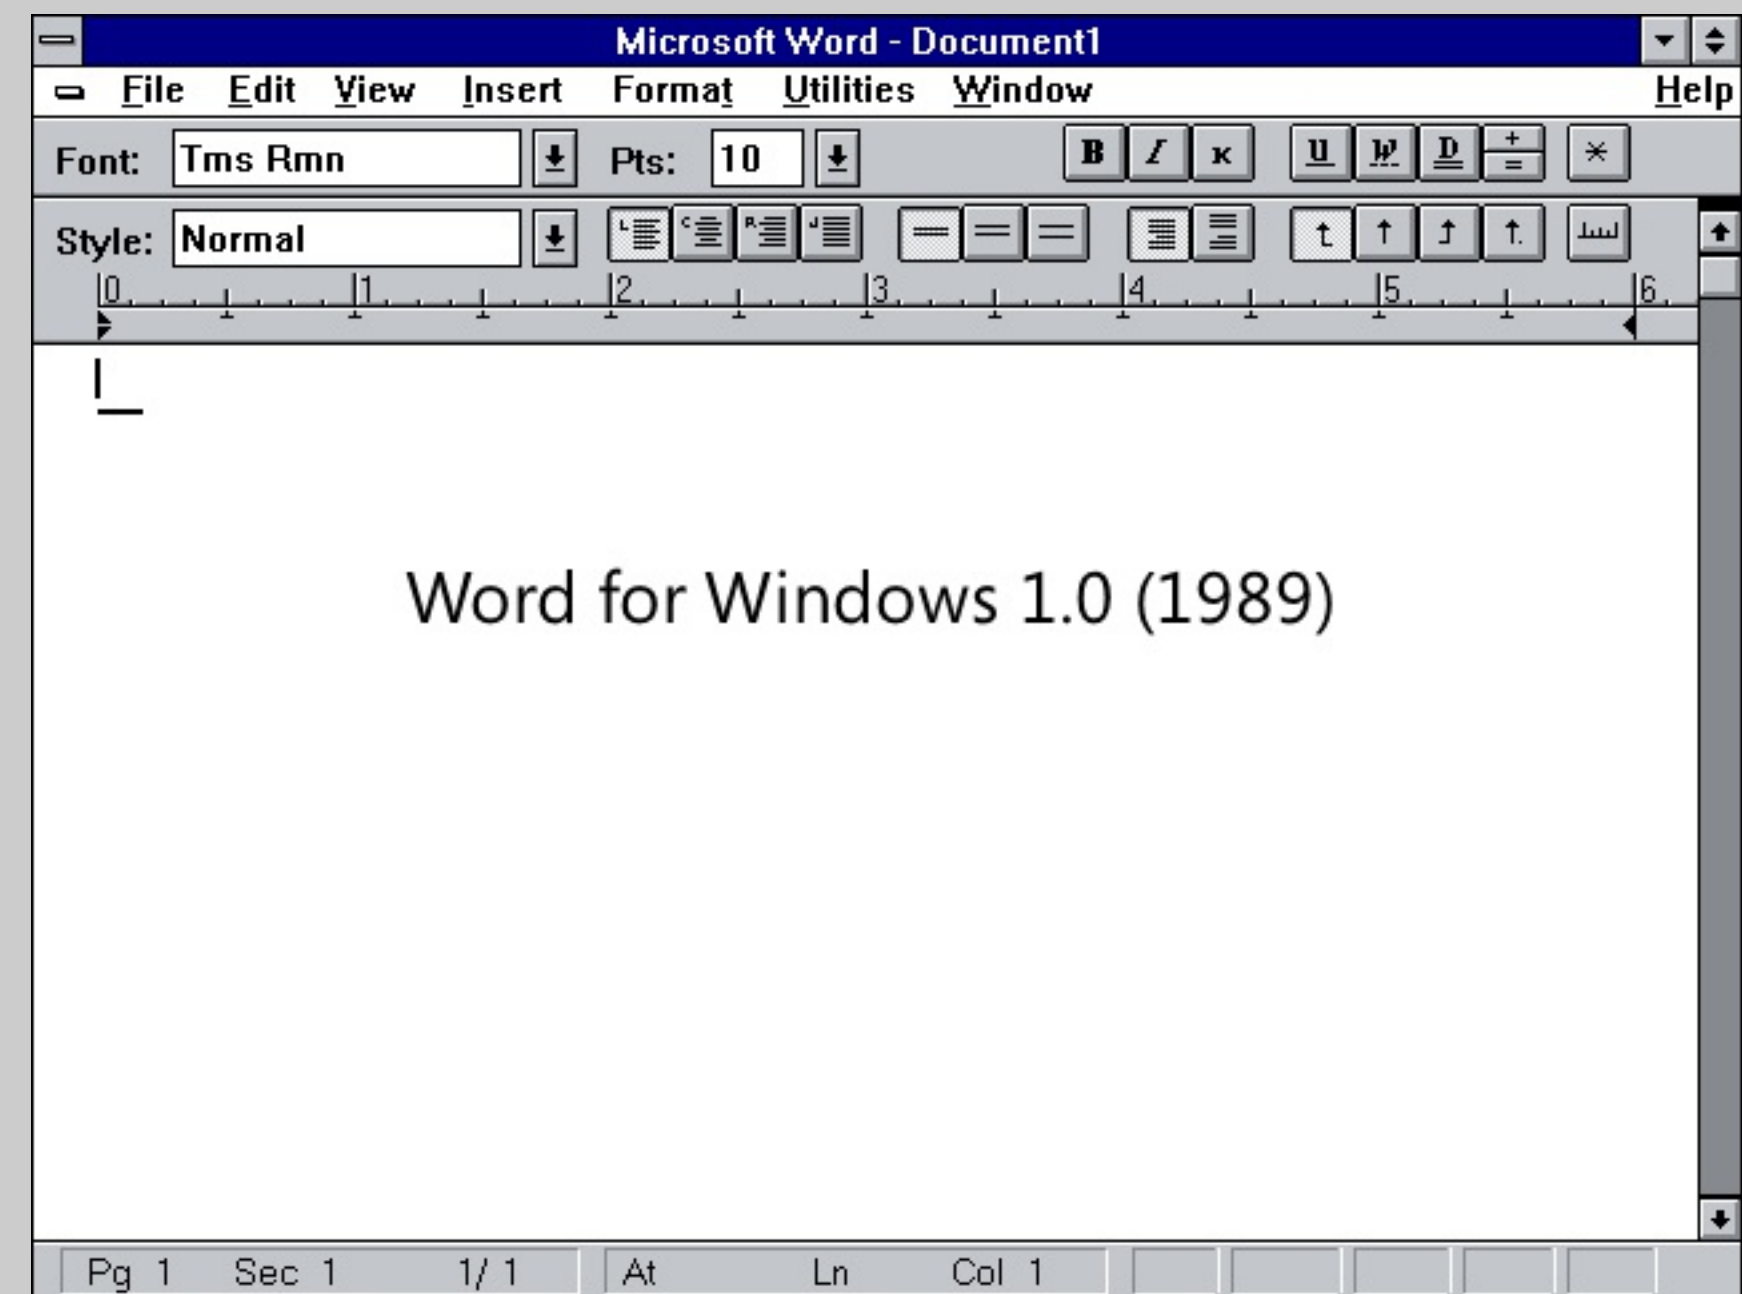 Microsoft Word - Document1
File Edit View Insert Format Utilities Window Help
Font: Tms Rmn Pts: 10 B I K U W D + = *
Style: Normal L C R J
0 1 2 3 4 5 6
Word for Windows 1.0 (1989)
Pg 1 Sec 1 1/ 1 At Ln Col 1